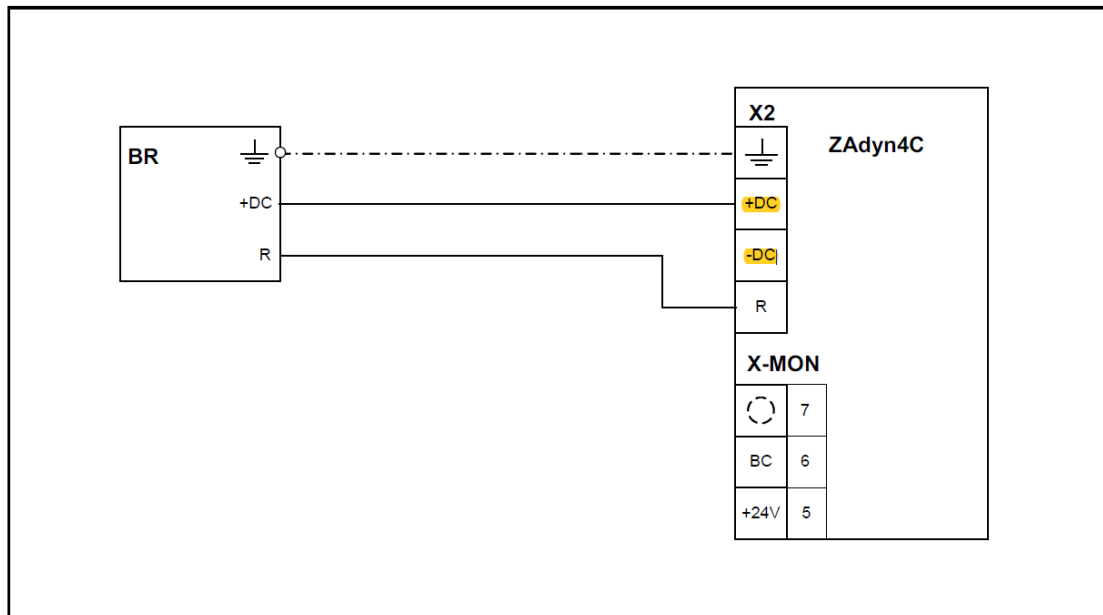 BR
+DC
R
X2
ZAdyn4C
+DC
-DC
R
X-MON
7
BC 6
+24V 5